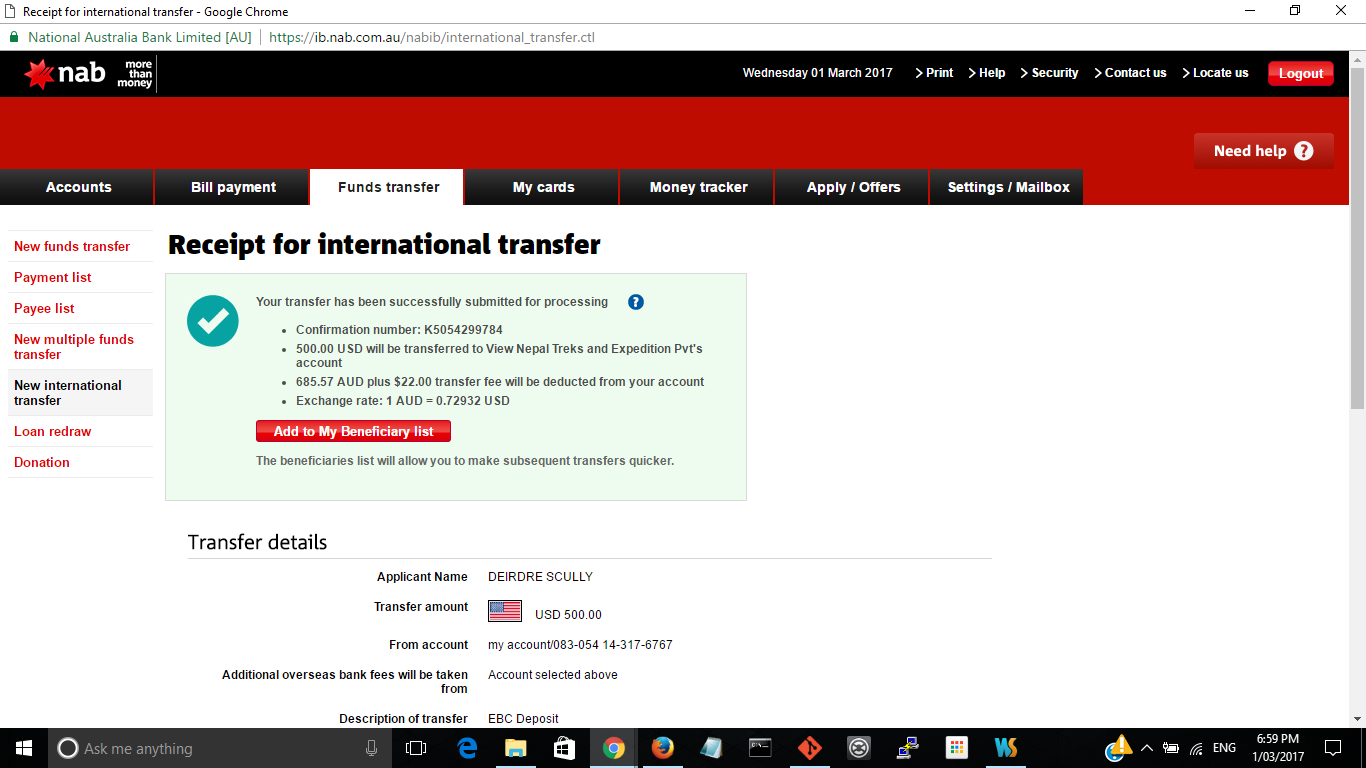 Receipt for international transfer - Google Chrome
National Australia Bank Limited [AU] https://ib.nab.com.au/nabib/international_transfer.ctl
nab more than money Wednesday 01 March 2017 Print Help Security Contact us Locate us Logout
Need help ?
Accounts Bill payment Funds transfer My cards Money tracker Apply / Offers Settings / Mailbox
New funds transfer
Payment list
Payee list
New multiple funds
transfer
New international
transfer
Loan redraw
Donation
Receipt for international transfer
Your transfer has been successfully submitted for processing ?
• Confirmation number: K5054299784
• 500.00 USD will be transferred to View Nepal Treks and Expedition Pvt's
account
• 685.57 AUD plus $22.00 transfer fee will be deducted from your account
• Exchange rate: 1 AUD = 0.72932 USD
Add to My Beneficiary list
The beneficiaries list will allow you to make subsequent transfers quicker.
Transfer details
Applicant Name DEIRDRE SCULLY
Transfer amount USD 500.00
From account my account/083-054 14-317-6767
Additional overseas bank fees will be taken Account selected above
from
Description of transfer EBC Deposit
Ask me anything ENG 6:59 PM
1/03/2017